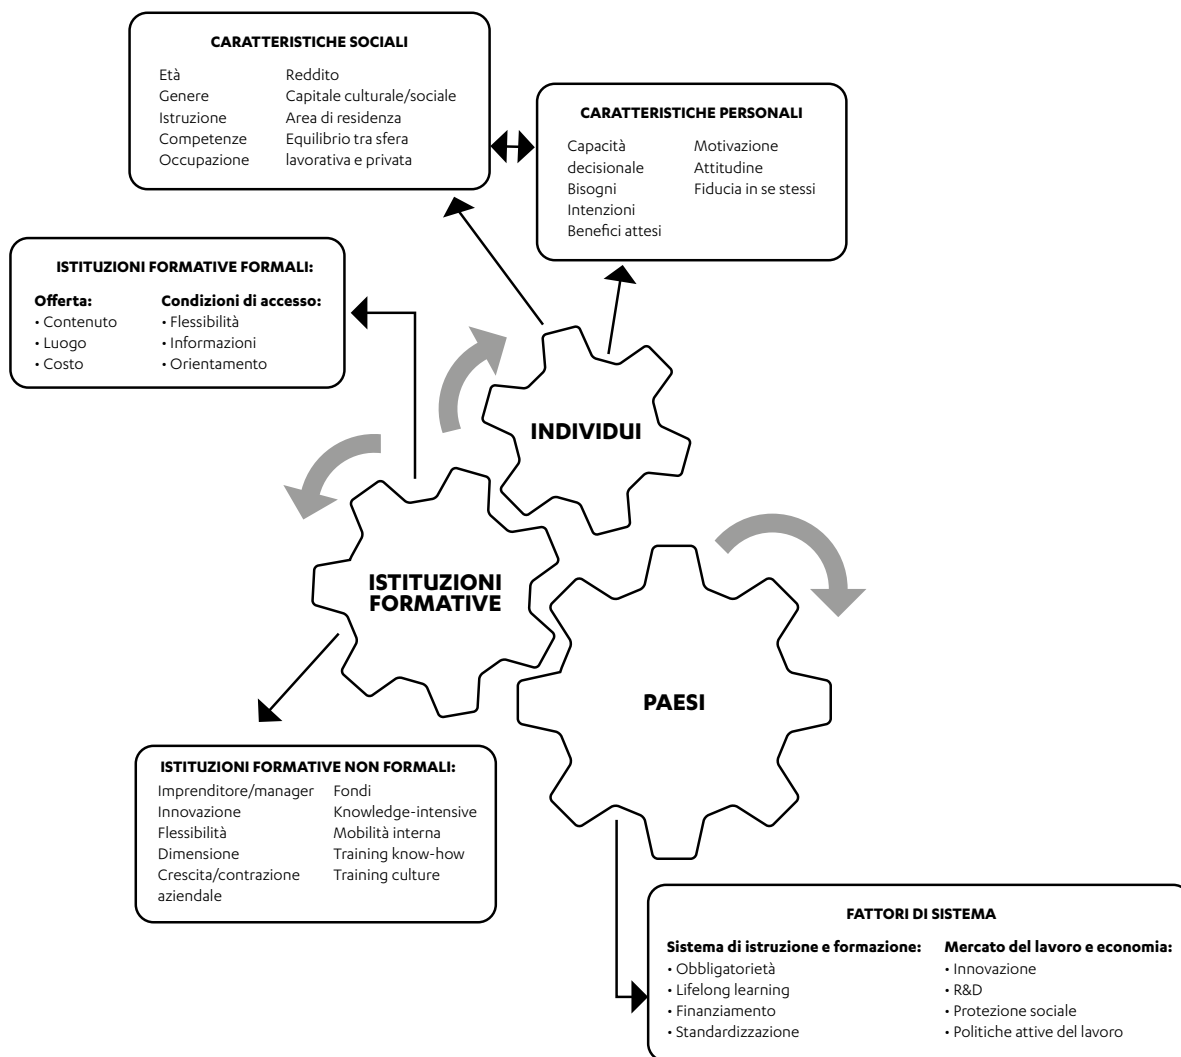 CARATTERISTICHE SOCIALI
Età
Genere
Istruzione
Competenze
Occupazione
Reddito
Capitale culturale/sociale
Area di residenza
Equilibrio tra sfera
lavorativa e privata
CARATTERISTICHE PERSONALI
Capacità
decisionale
Bisogni
Intenzioni
Benefici attesi
Motivazione
Attitudine
Fiducia in se stessi
ISTITUZIONI FORMATIVE FORMALI:
Offerta:
• Contenuto
• Luogo
• Costo
Condizioni di accesso:
• Flessibilità
• Informazioni
• Orientamento
INDIVIDUI
ISTITUZIONI
FORMATIVE
PAESI
ISTITUZIONI FORMATIVE NON FORMALI:
Imprenditore/manager
Innovazione
Flessibilità
Dimensione
Crescita/contrazione
aziendale
Fondi
Knowledge-intensive
Mobilità interna
Training know-how
Training culture
FATTORI DI SISTEMA
Sistema di istruzione e formazione:
• Obbligatorietà
• Lifelong learning
• Finanziamento
• Standardizzazione
Mercato del lavoro e economia:
• Innovazione
• R&D
• Protezione sociale
• Politiche attive del lavoro